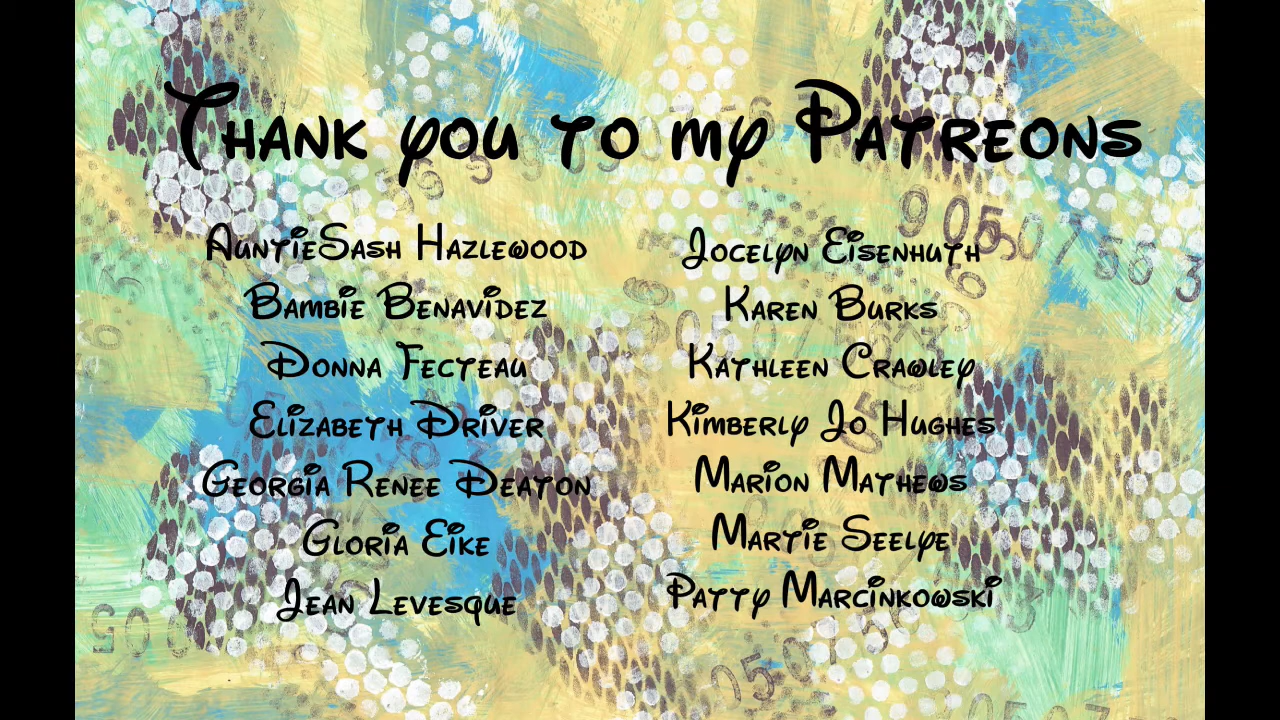 Thank you to my Patreons
AuntieSash Hazlewood
Bambie Benavidez
Donna Fecteau
Elizabeth Driver
Georgia Renee Deaton
Gloria Eike
Jean Levesque
Jocelyn Eisenhuth
Karen Burks
Kathleen Crawley
Kimberly Jo Hughes
Marion Mathews
Martie Seelye
Patty Marcinkowski